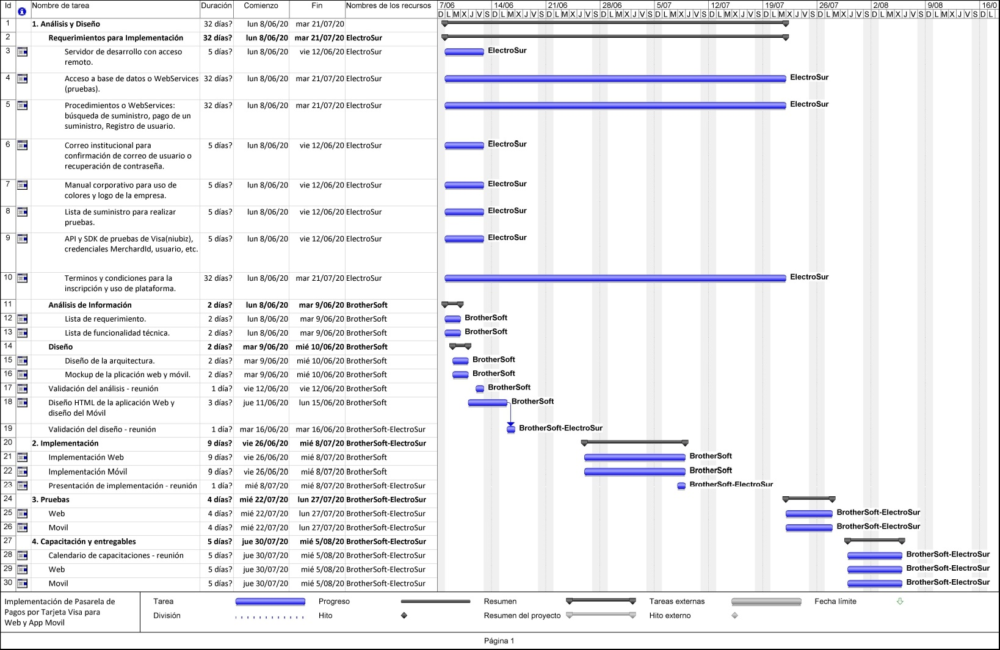 Id Nombre de tarea Duración Comienzo Fin Nombres de los recursos 7/06 14/06 21/06 28/06 5/07 12/07 19/07 26/07 2/08 9/08 16/0
D L M X J V S D L M X J V S D L M X J V S D L M X J V S D L M X J V S D L M X J V S D L M X J V S D L M X J V S D L M X J V S D L M X J V S D L
1 1. Análisis y Diseño 32 días? lun 8/06/20 mar 21/07/20
2 Requerimientos para Implementación 32 días? lun 8/06/20 mar 21/07/20 ElectroSur
3 Servidor de desarrollo con acceso 5 días? lun 8/06/20 vie 12/06/20 ElectroSur ElectroSur
remoto.
4 Acceso a base de datos o WebServices 32 días? lun 8/06/20 mar 21/07/20 ElectroSur ElectroSur
(pruebas).
5 Procedimientos o WebServices: 32 días? lun 8/06/20 mar 21/07/20 ElectroSur ElectroSur
búsqueda de suministro, pago de un
suministro, Registro de usuario.
6 Correo institucional para 5 días? lun 8/06/20 vie 12/06/20 ElectroSur ElectroSur
confirmación de correo de usuario o
recuperación de contraseña.
7 Manual corporativo para uso de 5 días? lun 8/06/20 vie 12/06/20 ElectroSur ElectroSur
colores y logo de la empresa.
8 Lista de suministro para realizar 5 días? lun 8/06/20 vie 12/06/20 ElectroSur ElectroSur
pruebas.
9 API y SDK de pruebas de Visa(niubiz), 5 días? lun 8/06/20 vie 12/06/20 ElectroSur ElectroSur
credenciales MerchardId, usuario, etc.
10 Terminos y condiciones para la 32 días? lun 8/06/20 mar 21/07/20 ElectroSur ElectroSur
inscripción y uso de plataforma.
11 Análisis de Información 2 días? lun 8/06/20 mar 9/06/20 BrotherSoft
12 Lista de requerimiento. 2 días? lun 8/06/20 mar 9/06/20 BrotherSoft BrotherSoft
13 Lista de funcionalidad técnica. 2 días? lun 8/06/20 mar 9/06/20 BrotherSoft BrotherSoft
14 Diseño 2 días? mar 9/06/20 mié 10/06/20 BrotherSoft
15 Diseño de la arquitectura. 2 días? mar 9/06/20 mié 10/06/20 BrotherSoft BrotherSoft
16 Mockup de la plicación web y móvil. 2 días? mar 9/06/20 mié 10/06/20 BrotherSoft BrotherSoft
17 Validación del análisis - reunión 1 día? vie 12/06/20 vie 12/06/20 BrotherSoft BrotherSoft
18 Diseño HTML de la aplicación Web y 3 días? jue 11/06/20 lun 15/06/20 BrotherSoft BrotherSoft
diseño del Móvil
19 Validación del diseño - reunión 1 día? mar 16/06/20 mar 16/06/20 BrotherSoft-ElectroSur BrotherSoft-ElectroSur
20 2. Implementación 9 días? vie 26/06/20 mié 8/07/20 BrotherSoft-ElectroSur
21 Implementación Web 9 días? vie 26/06/20 mié 8/07/20 BrotherSoft BrotherSoft
22 Implementación Móvil 9 días? vie 26/06/20 mié 8/07/20 BrotherSoft BrotherSoft
23 Presentación de implementación - reunión 1 día? mié 8/07/20 mié 8/07/20 BrotherSoft-ElectroSur BrotherSoft-ElectroSur
24 3. Pruebas 4 días? mié 22/07/20 lun 27/07/20 BrotherSoft-ElectroSur
25 Web 4 días? mié 22/07/20 lun 27/07/20 BrotherSoft-ElectroSur BrotherSoft-ElectroSur
26 Movil 4 días? mié 22/07/20 lun 27/07/20 BrotherSoft-ElectroSur BrotherSoft-ElectroSur
27 4. Capacitación y entregables 5 días? jue 30/07/20 mié 5/08/20 BrotherSoft-ElectroSur
28 Calendario de capacitaciones - reunión 5 días? jue 30/07/20 mié 5/08/20 BrotherSoft-ElectroSur BrotherSoft-ElectroSur
29 Web 5 días? jue 30/07/20 mié 5/08/20 BrotherSoft-ElectroSur BrotherSoft-ElectroSur
30 Movil 5 días? jue 30/07/20 mié 5/08/20 BrotherSoft-ElectroSur BrotherSoft-ElectroSur
Implementación de Pasarela de
Pagos por Tarjeta Visa para
Web y App Movil
Tarea Progreso Resumen Tareas externas Fecha límite
División Hito Resumen del proyecto Hito externo
Página 1